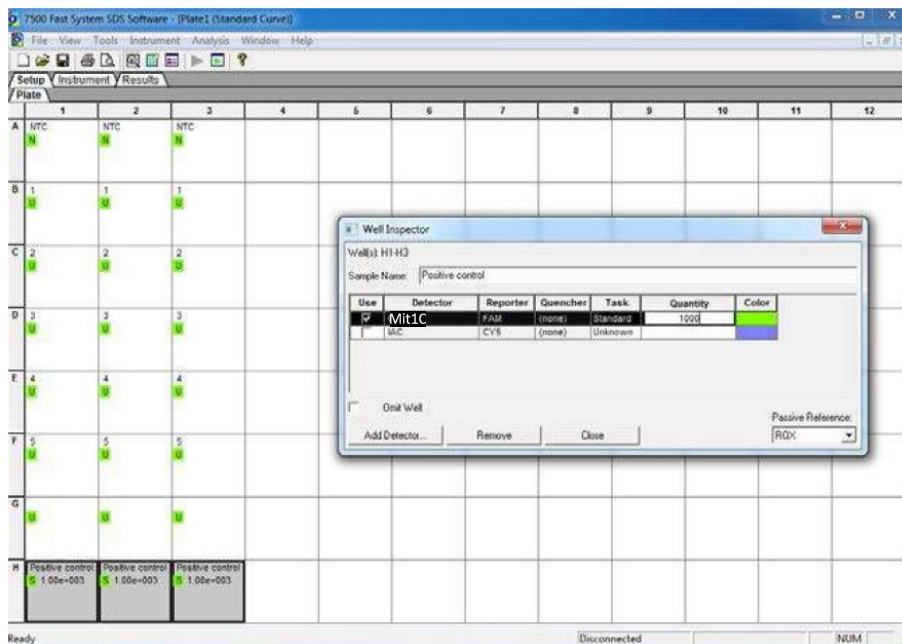 7500 Fast System SDS Software - [Plate1 (Standard Curve)]
File View Tools Instrument Analysis Window Help
Setup Instrument Results
Plate
1 2 3 4 5 6 7 8 9 10 11 12
A NTC NTC NTC
N N N
B 1 1 1
U U U
C 2 2 2
U U U
D 3 3 3
U U U
E 4 4 4
U U U
F 5 5 5
U U U
G
U U U
H Positive control Positive control Positive control
S 1.00e+003 S 1.00e+003 S 1.00e+003
Well Inspector
Well(s): H1-H3
Sample Name: Positive control
Use Detector Reporter Quencher Task Quantity Color
Mit1C FAM (none) Standard 1000
IAC CY5 (none) Unknown
Omit Well
Passive Reference:
Add Detector... Remove Close ROX
Ready Disconnected NUM